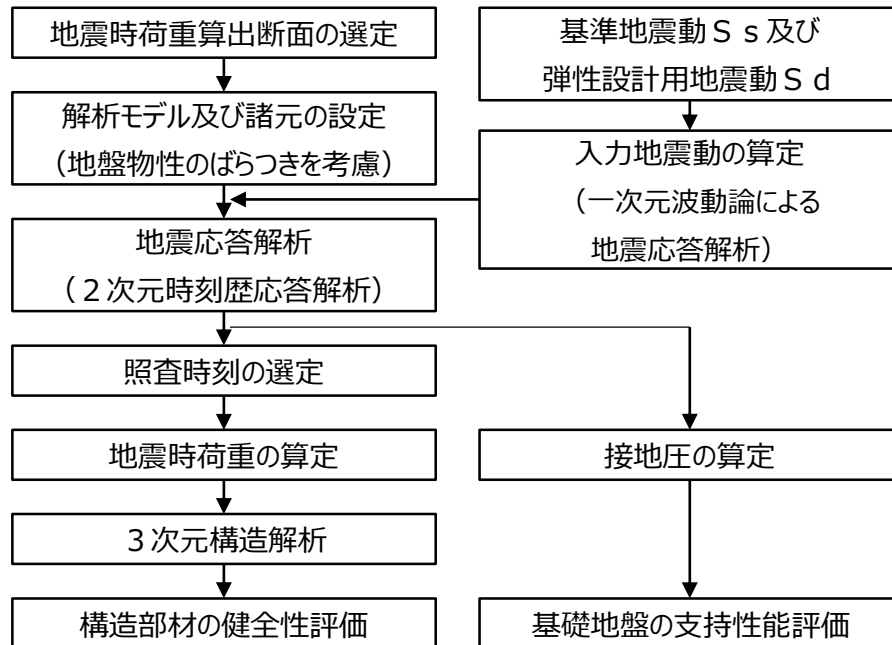 地震時荷重算出断面の選定
基準地震動Ｓｓ及び
弾性設計用地震動Ｓｄ
解析モデル及び諸元の設定
（地盤物性のばらつきを考慮）
入力地震動の算定
（一次元波動論による
地震応答解析）
地震応答解析
（２次元時刻歴応答解析）
照査時刻の選定
地震時荷重の算定
接地圧の算定
３次元構造解析
構造部材の健全性評価
基礎地盤の支持性能評価